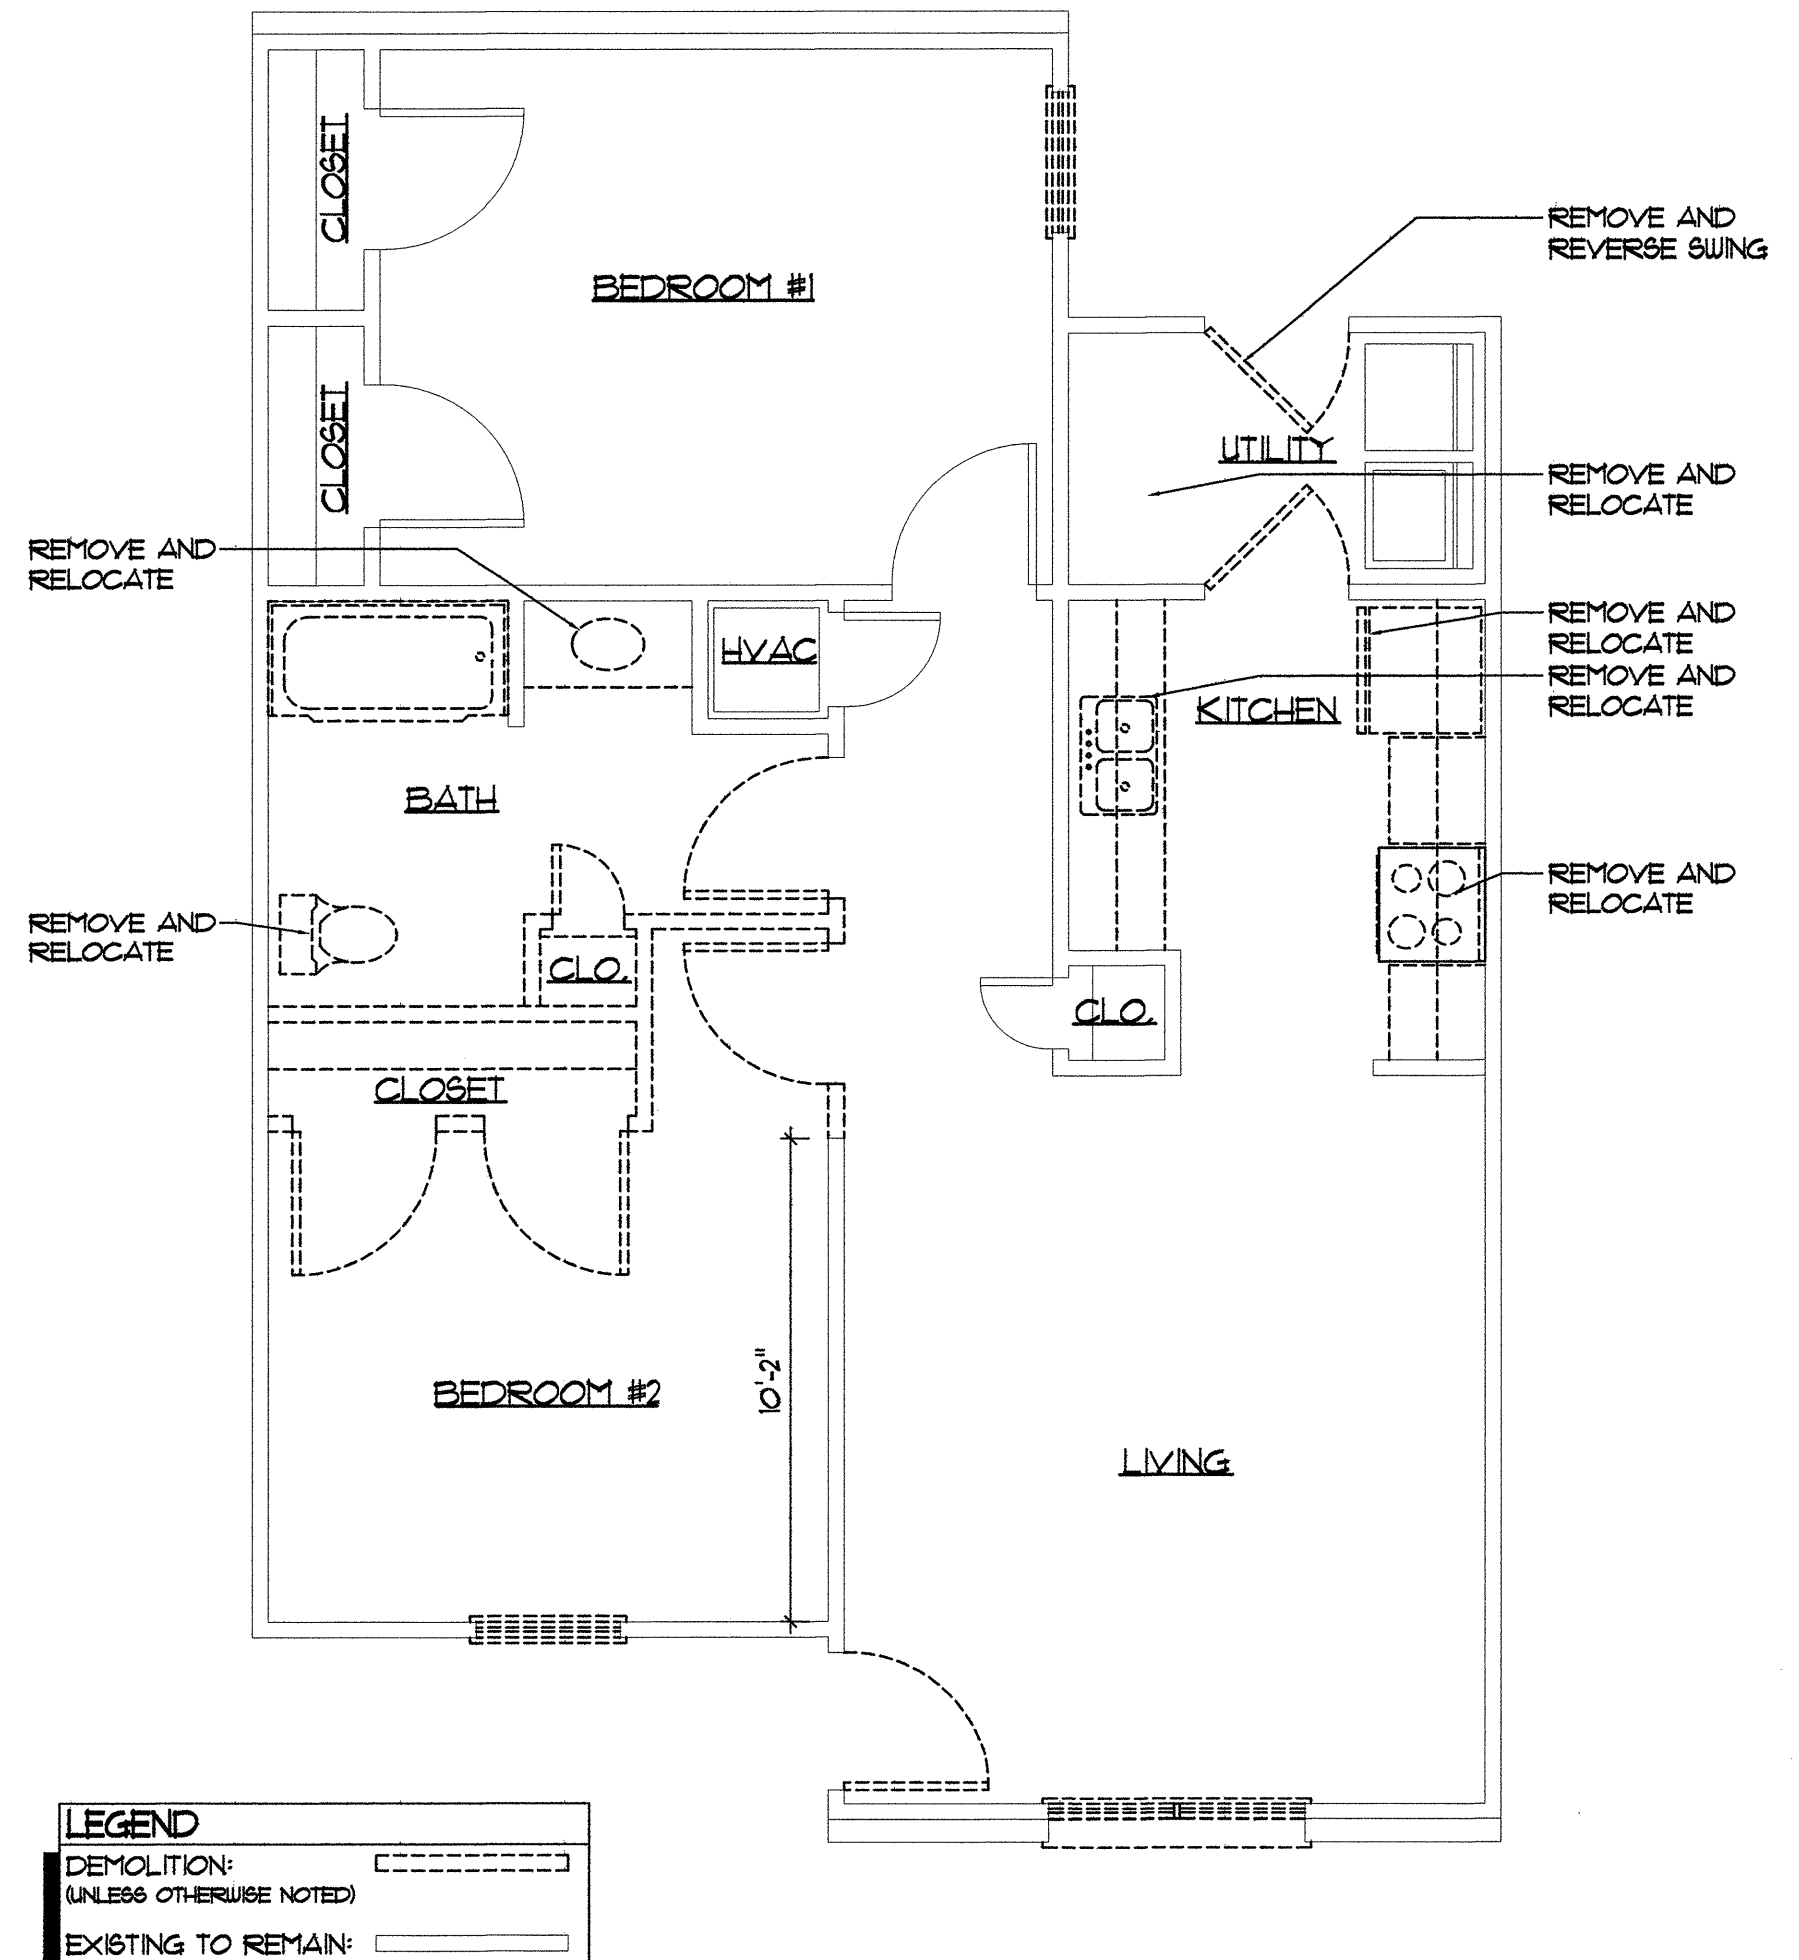 CLOSET
BEDROOM #1
REMOVE AND
REVERSE SWING
CLOSET
UTILITY
REMOVE AND
RELOCATE
REMOVE AND
RELOCATE
HVAC
REMOVE AND
RELOCATE
KITCHEN
REMOVE AND
RELOCATE
BATH
REMOVE AND
RELOCATE
REMOVE AND
RELOCATE
CLO.
CLO.
CLOSET
10'-2"
BEDROOM #2
LIVING
LEGEND
DEMOLITION:
(UNLESS OTHERWISE NOTED)
EXISTING TO REMAIN: